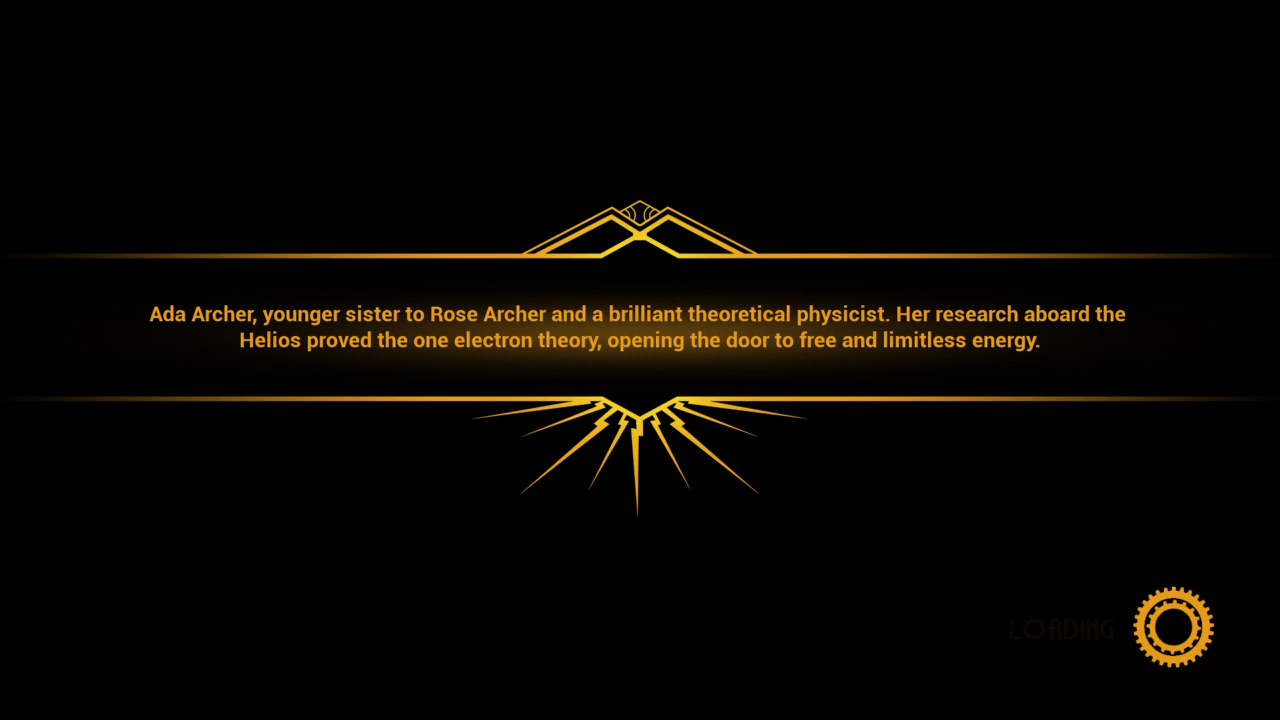 Ada Archer, younger sister to Rose Archer and a brilliant theoretical physicist. Her research aboard the
Helios proved the one electron theory, opening the door to free and limitless energy.
LOADING